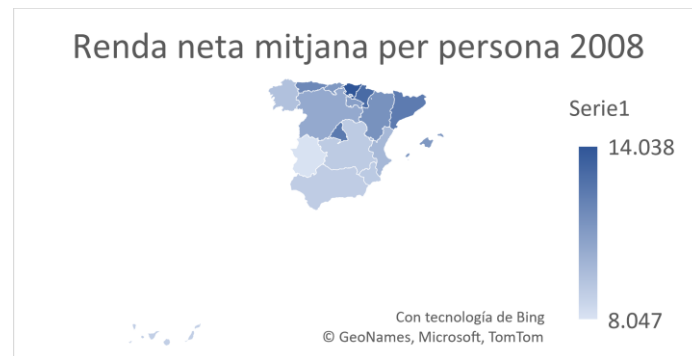 Renda neta mitjana per persona 2008
Serie1
14.038
8.047
Con tecnología de Bing
© GeoNames, Microsoft, TomTom